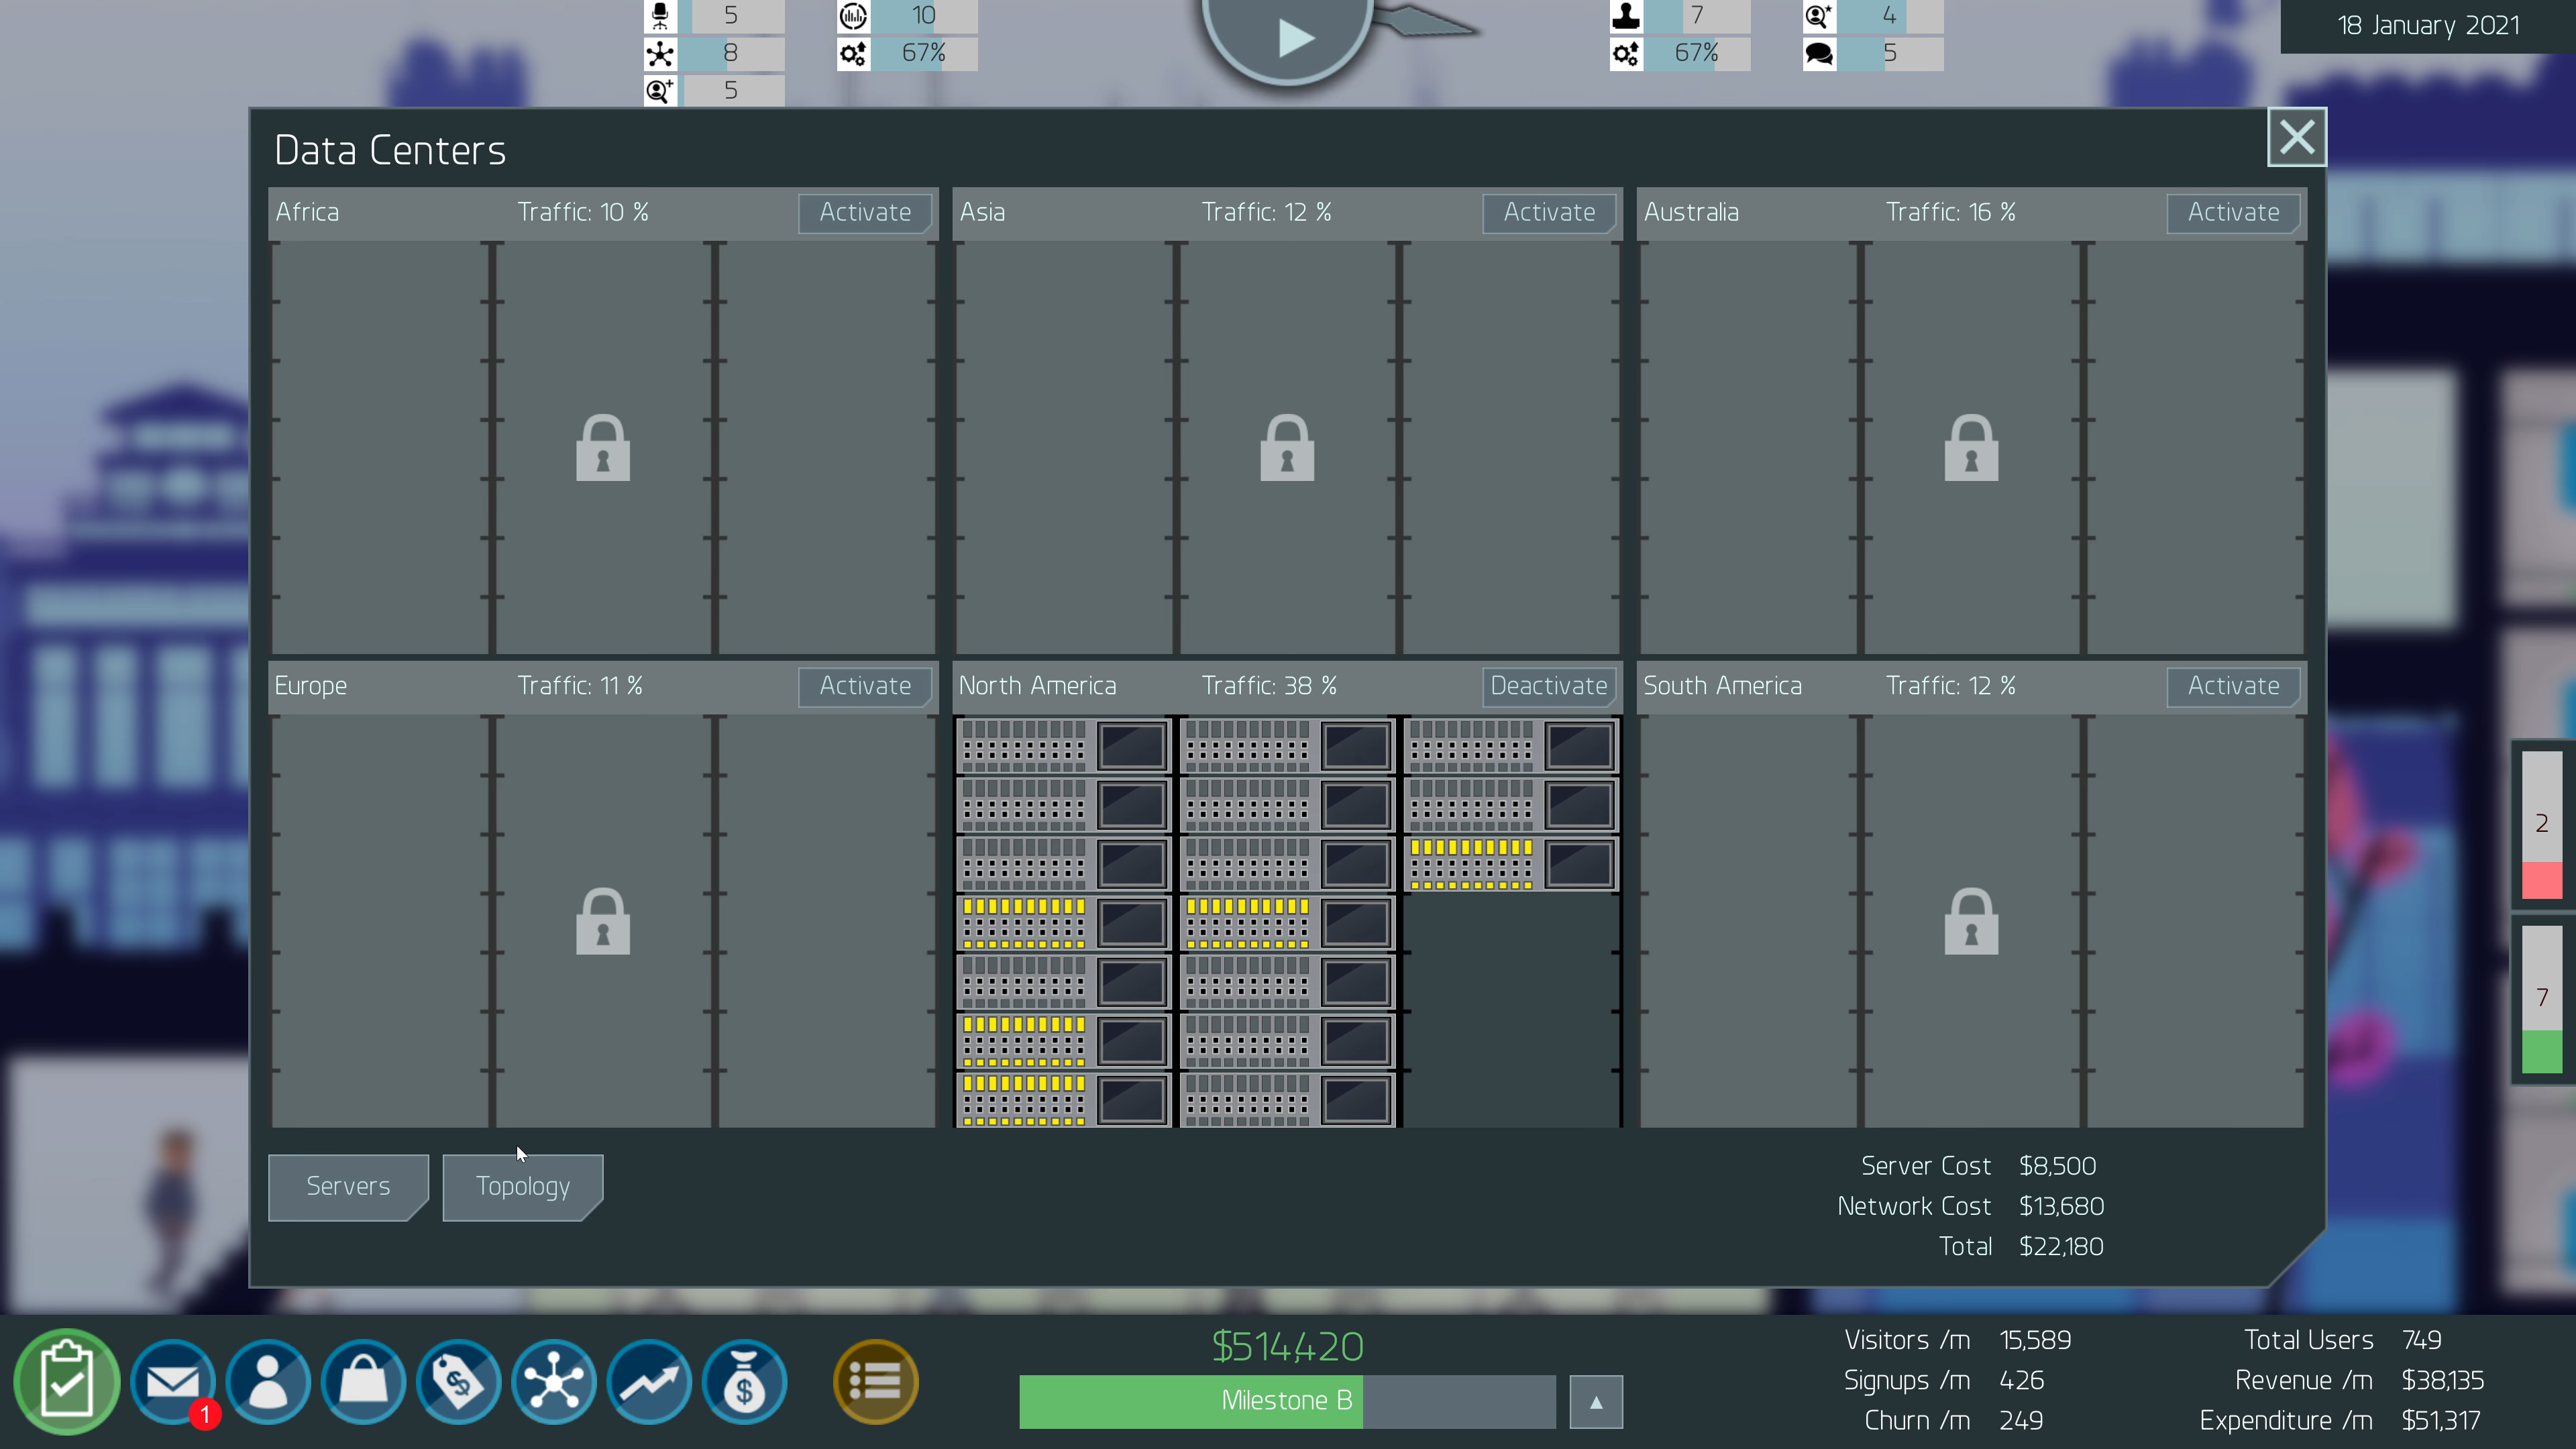 5
10
7
4
18 January 2021
8
67%
67%
5
5
Data Centers
Africa
Traffic: 10 %
Activate
Asia
Traffic: 12 %
Activate
Australia
Traffic: 16 %
Activate
Europe
Traffic: 11 %
Activate
North America
Traffic: 38 %
Deactivate
South America
Traffic: 12 %
Activate
2
7
Servers
Topology
Server Cost $8,500
Network Cost $13,680
Total $22,180
1
$514,420
Milestone B
Visitors /m 15,589
Signups /m 426
Churn /m 249
Total Users 749
Revenue /m $38,135
Expenditure /m $51,317